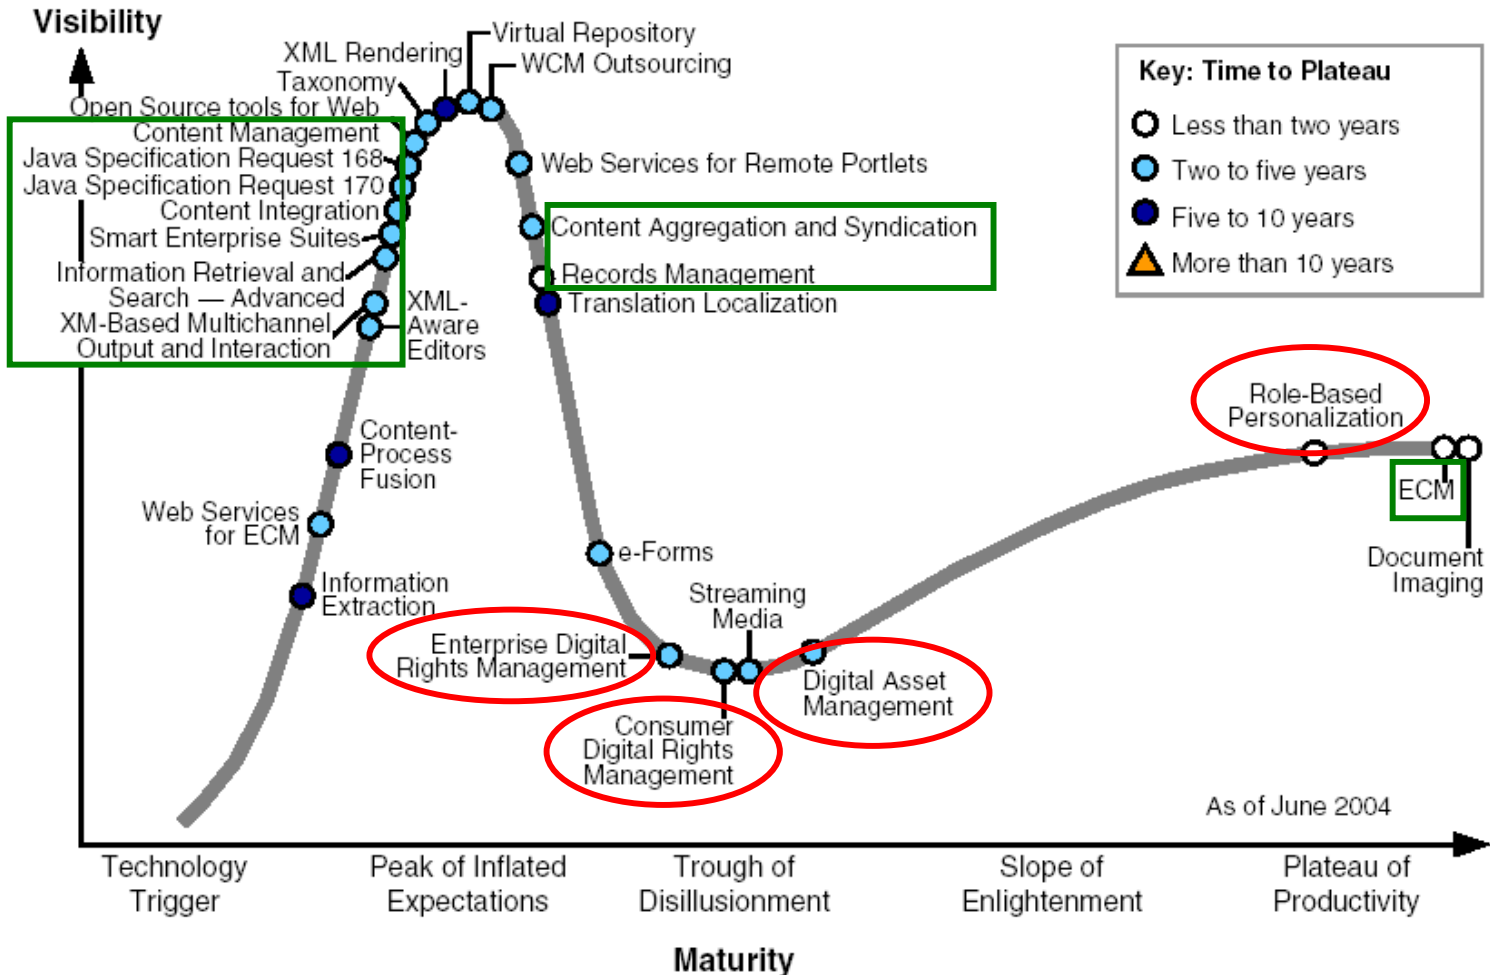 Visibility
Virtual Repository
XML Rendering
WCM Outsourcing
Taxonomy
Open Source tools for Web
Content Management
Java Specification Request 168
Java Specification Request 170
Content Integration
Smart Enterprise Suites
Information Retrieval and
Search — Advanced
XM-Based Multichannel
Output and Interaction
XML-
Aware
Editors
Content-
Process
Fusion
Web Services
for ECM
Information
Extraction
Web Services for Remote Portlets
Content Aggregation and Syndication
Records Management
Translation Localization
e-Forms
Enterprise Digital
Rights Management
Streaming
Media
Consumer
Digital Rights
Management
Digital Asset
Management
Role-Based
Personalization
ECM
Document
Imaging
Key: Time to Plateau
Less than two years
Two to five years
Five to 10 years
More than 10 years
As of June 2004
Technology
Trigger
Peak of Inflated
Expectations
Trough of
Disillusionment
Slope of
Enlightenment
Plateau of
Productivity
Maturity